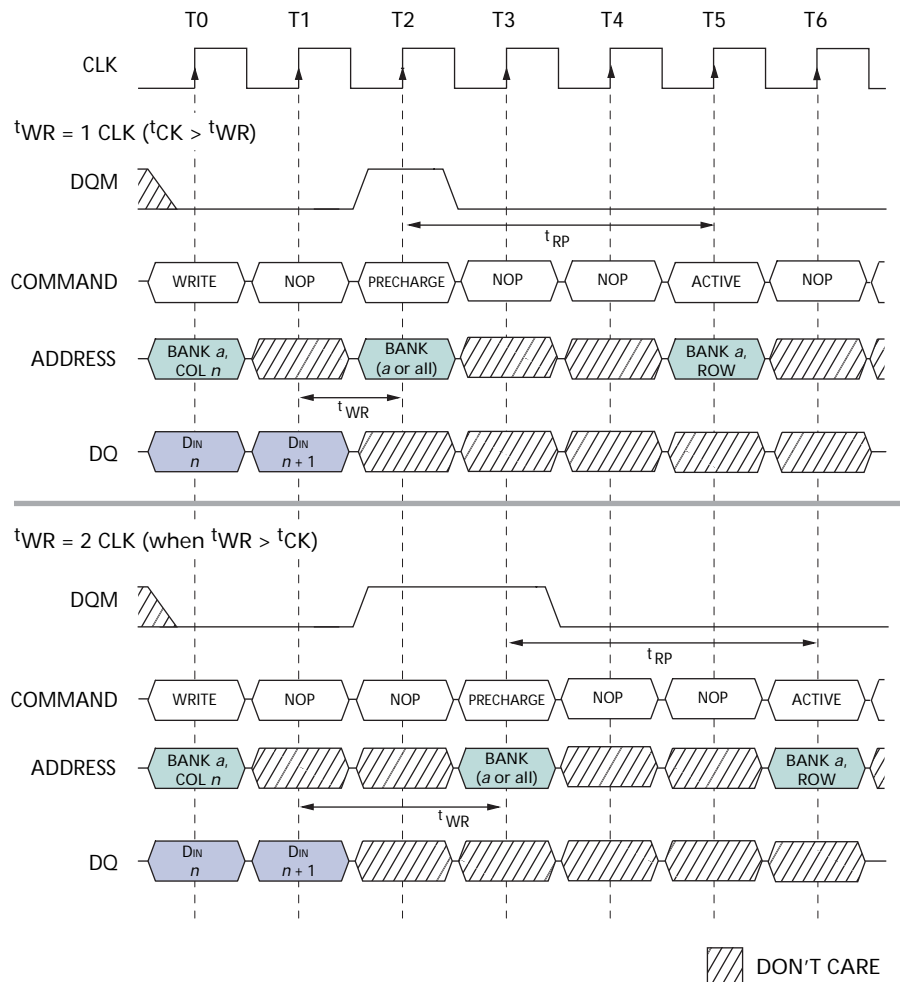 T0 T1 T2 T3 T4 T5 T6
CLK
tWR = 1 CLK (tCK > tWR)
DQM
tRP
COMMAND WRITE NOP PRECHARGE NOP NOP ACTIVE NOP
ADDRESS BANK a, COL n BANK (a or all) BANK a, ROW
tWR
DQ DIN n DIN n + 1
tWR = 2 CLK (when tWR > tCK)
DQM
tRP
COMMAND WRITE NOP NOP PRECHARGE NOP NOP ACTIVE
ADDRESS BANK a, COL n BANK (a or all) BANK a, ROW
tWR
DQ DIN n DIN n + 1
DON'T CARE